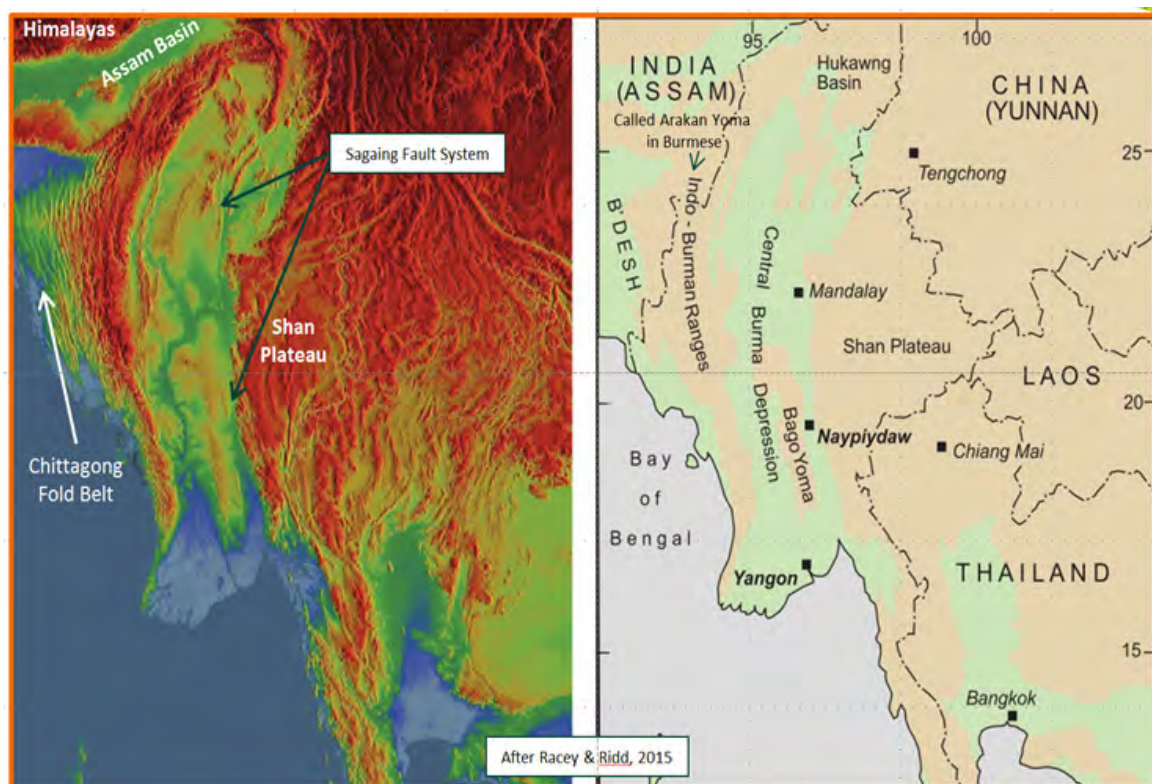 Himalayas
Assam Basin
Sagaing Fault System
Shan
Plateau
Chittagong
Fold Belt
After Racey & Ridd, 2015
95
100
INDIA
(ASSAM)
Called Arakan Yoma
in Burmese
Hukawng
Basin
CHINA
(YUNNAN)
25
Tengchong
B'DESH
Indo - Burman Ranges
Central Burma Depression
Mandalay
Shan Plateau
LAOS
20
Bago Yoma
Naypiydaw
Chiang Mai
Bay
of
Bengal
Yangon
THAILAND
15
Bangkok